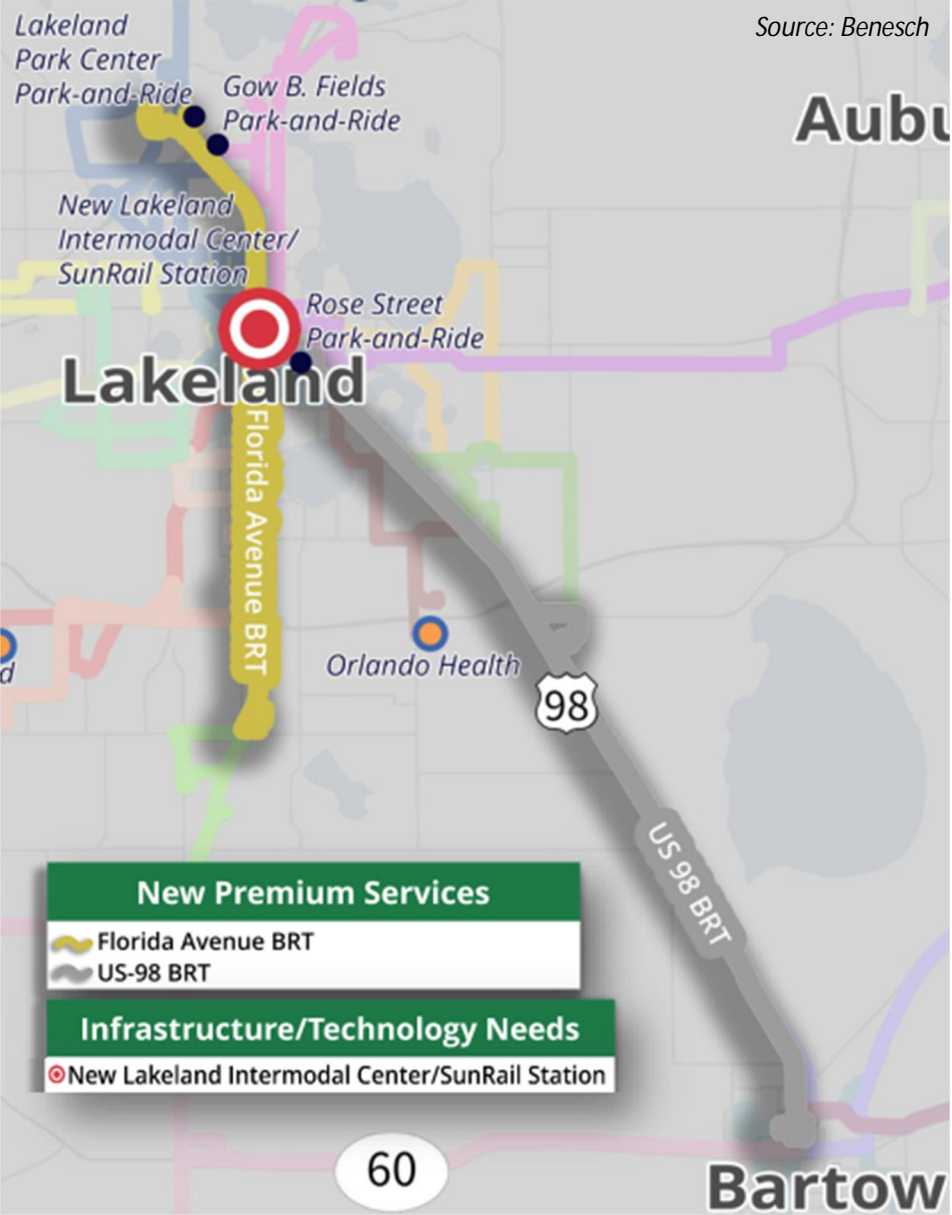 Source: Benesch
Lakeland
Park Center
Park-and-Ride
Gow B. Fields
Park-and-Ride
Aubu
New Lakeland
Intermodal Center/
SunRail Station
Rose Street
Park-and-Ride
Lakeland
Florida Avenue BRT
Orlando Health
d
98
US 98 BRT
New Premium Services
Florida Avenue BRT
US-98 BRT
Infrastructure/Technology Needs
New Lakeland Intermodal Center/SunRail Station
60
Bartow